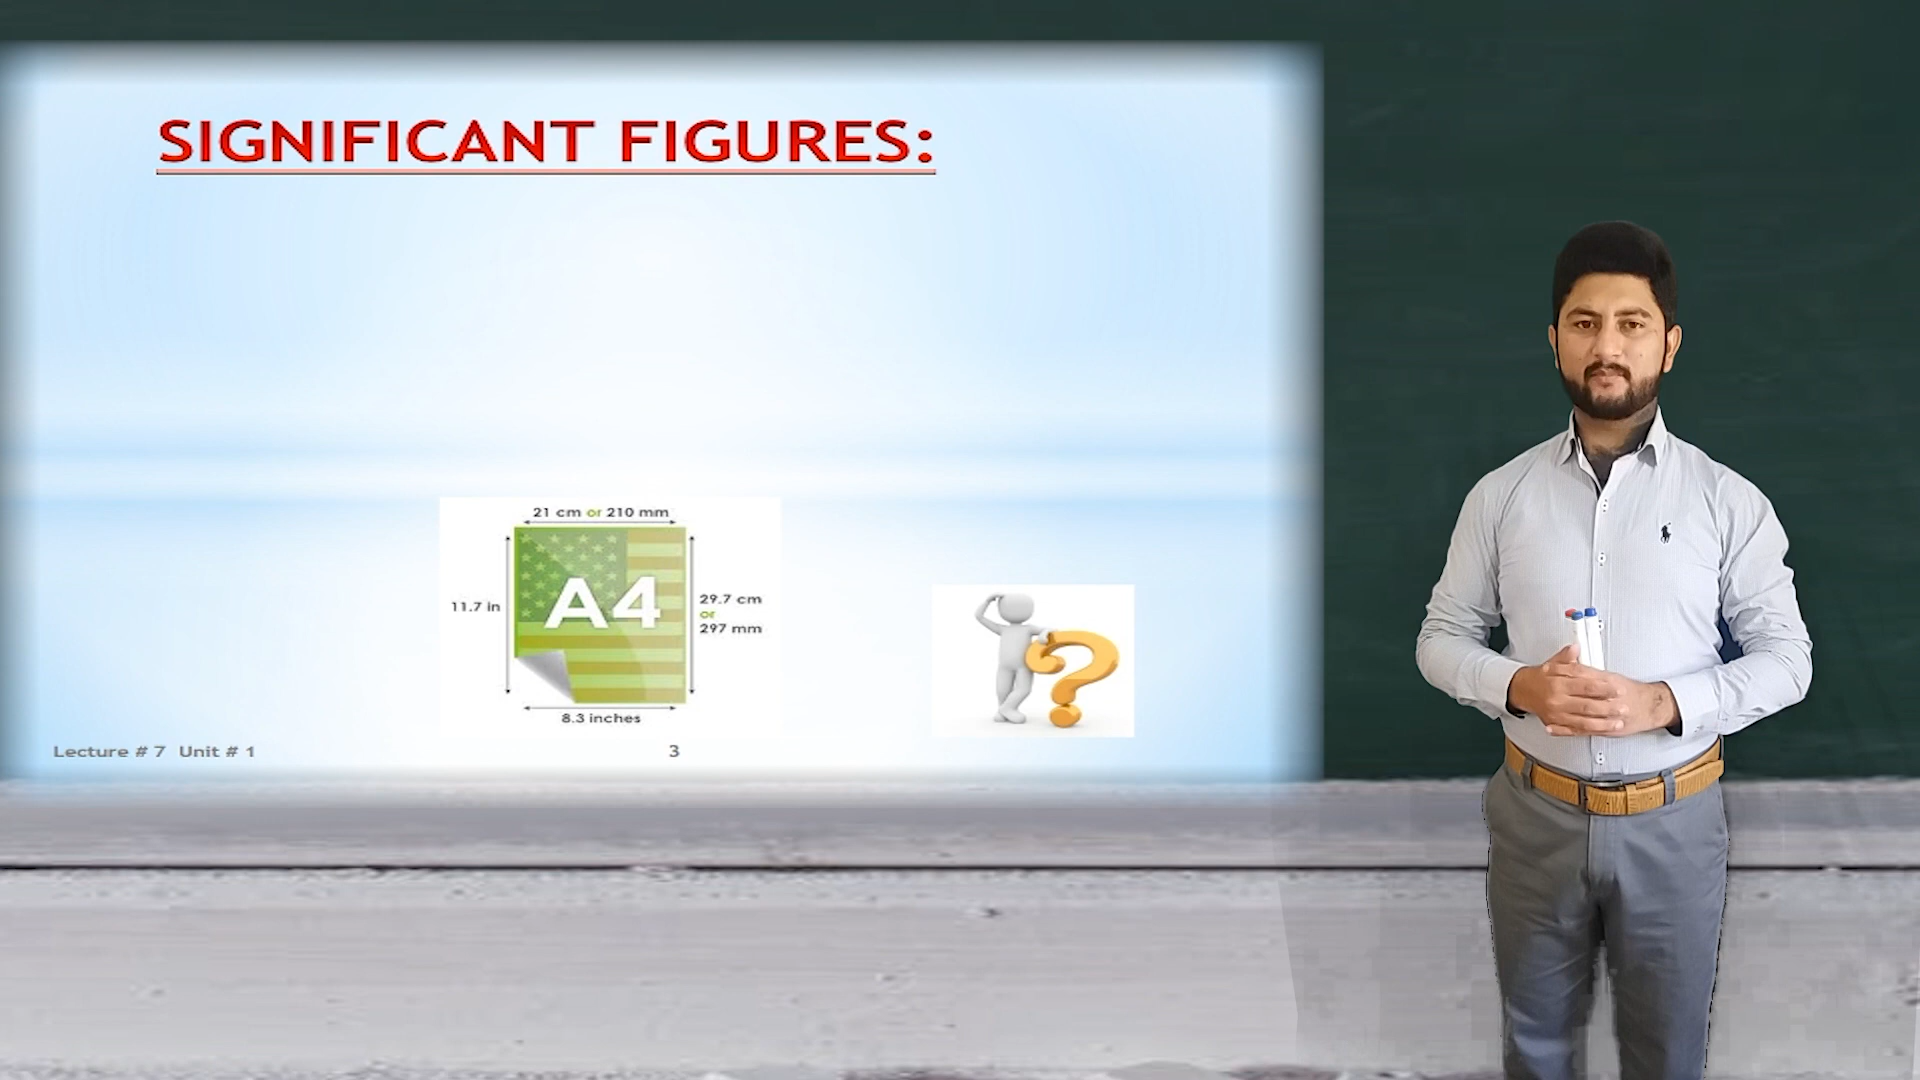 SIGNIFICANT FIGURES:
21 cm or 210 mm
A4
11.7 in
29.7 cm
or
297 mm
8.3 inches
Lecture # 7 Unit # 1
3